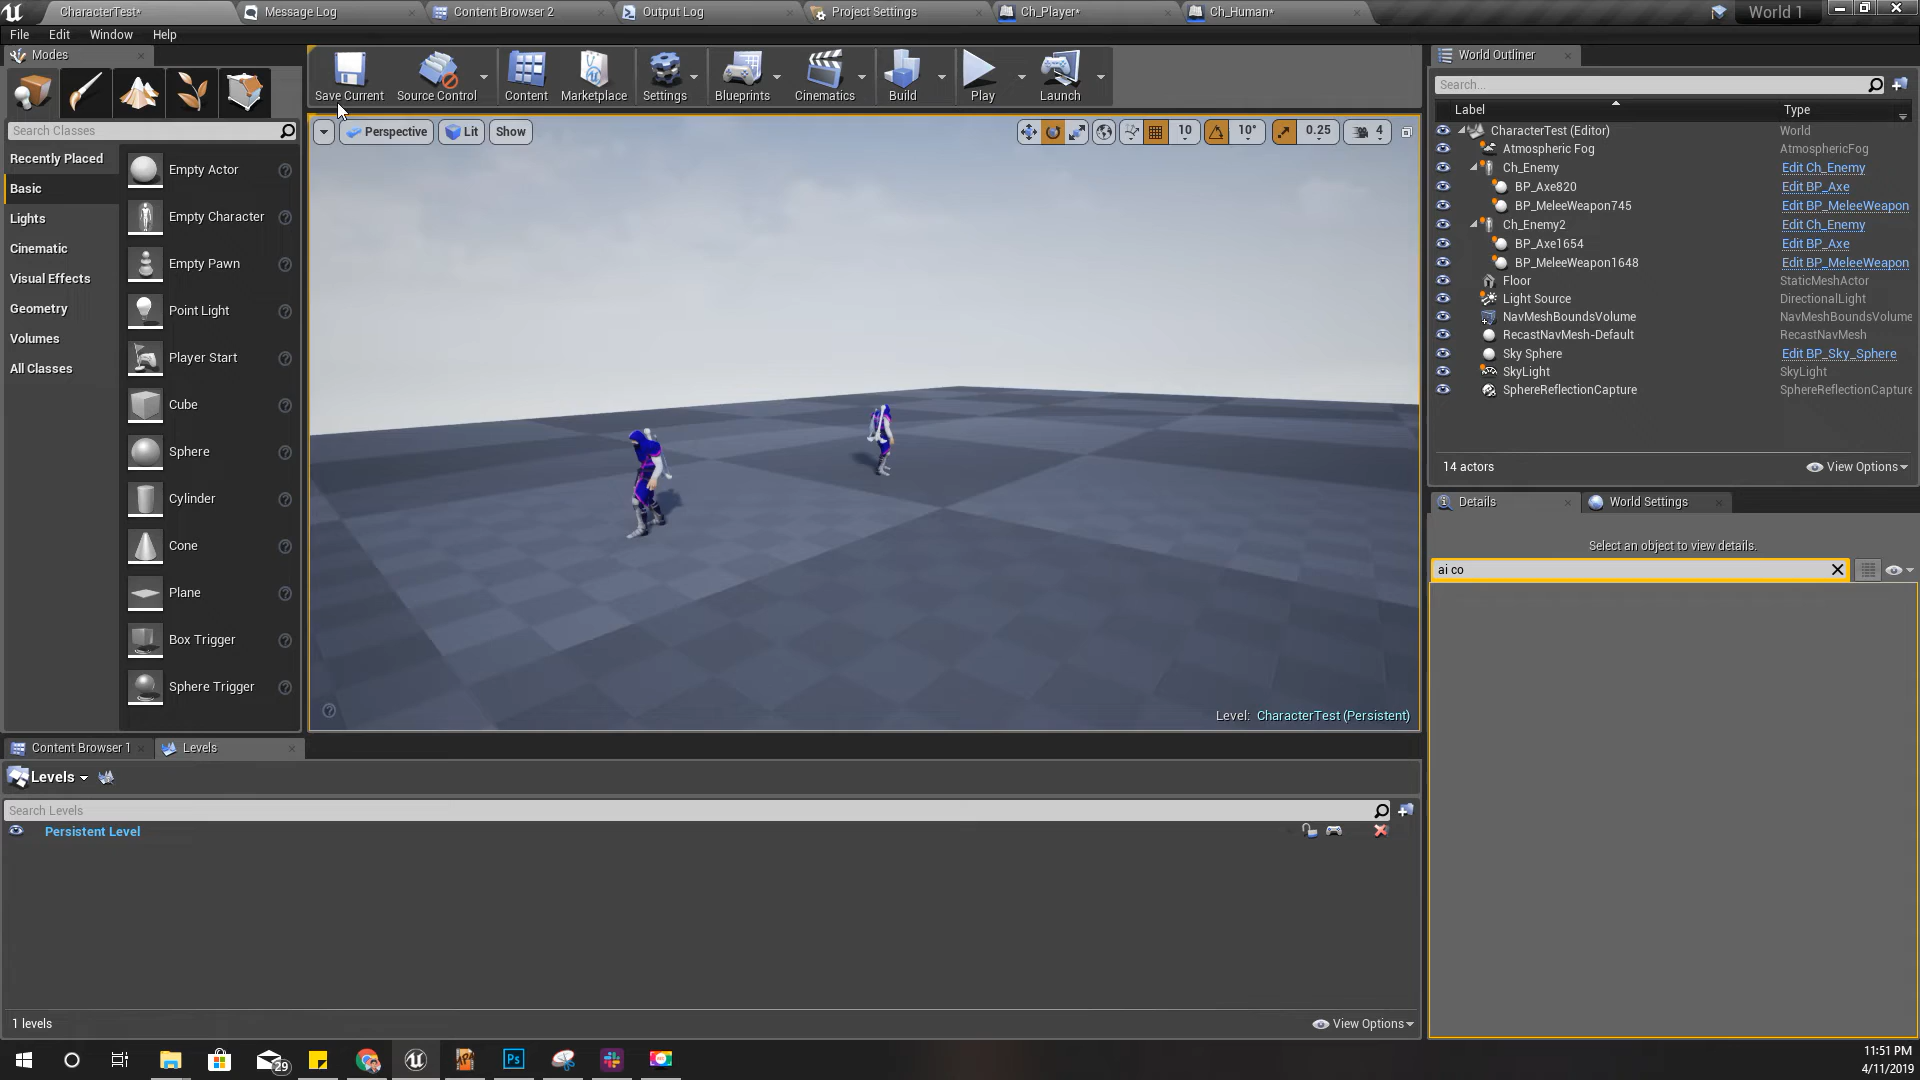 CharacterTest*
Message Log
Content Browser 2
Output Log
Project Settings
Ch_Player*
Ch_Human*
World 1
File Edit Window Help
Modes
Search Classes
Recently Placed
Basic
Lights
Cinematic
Visual Effects
Geometry
Volumes
All Classes
Empty Actor
Empty Character
Empty Pawn
Point Light
Player Start
Cube
Sphere
Cylinder
Cone
Plane
Box Trigger
Sphere Trigger
Save Current
Source Control
Content
Marketplace
Settings
Blueprints
Cinematics
Build
Play
Launch
Perspective
Lit
Show
10
10°
0.25
4
Level: CharacterTest (Persistent)
World Outliner
Search...
Label Type
CharacterTest (Editor) World
Atmospheric Fog AtmosphericFog
Ch_Enemy Edit Ch_Enemy
BP_Axe820 Edit BP_Axe
BP_MeleeWeapon745 Edit BP_MeleeWeapon
Ch_Enemy2 Edit Ch_Enemy
BP_Axe1654 Edit BP_Axe
BP_MeleeWeapon1648 Edit BP_MeleeWeapon
Floor StaticMeshActor
Light Source DirectionalLight
NavMeshBoundsVolume NavMeshBoundsVolume
RecastNavMesh-Default RecastNavMesh
Sky Sphere Edit BP_Sky_Sphere
SkyLight SkyLight
SphereReflectionCapture SphereReflectionCapture
14 actors
View Options
Details
World Settings
Select an object to view details.
ai co
Content Browser 1
Levels
Levels
Search Levels
Persistent Level
1 levels
View Options
29
Ps
11:51 PM
4/11/2019